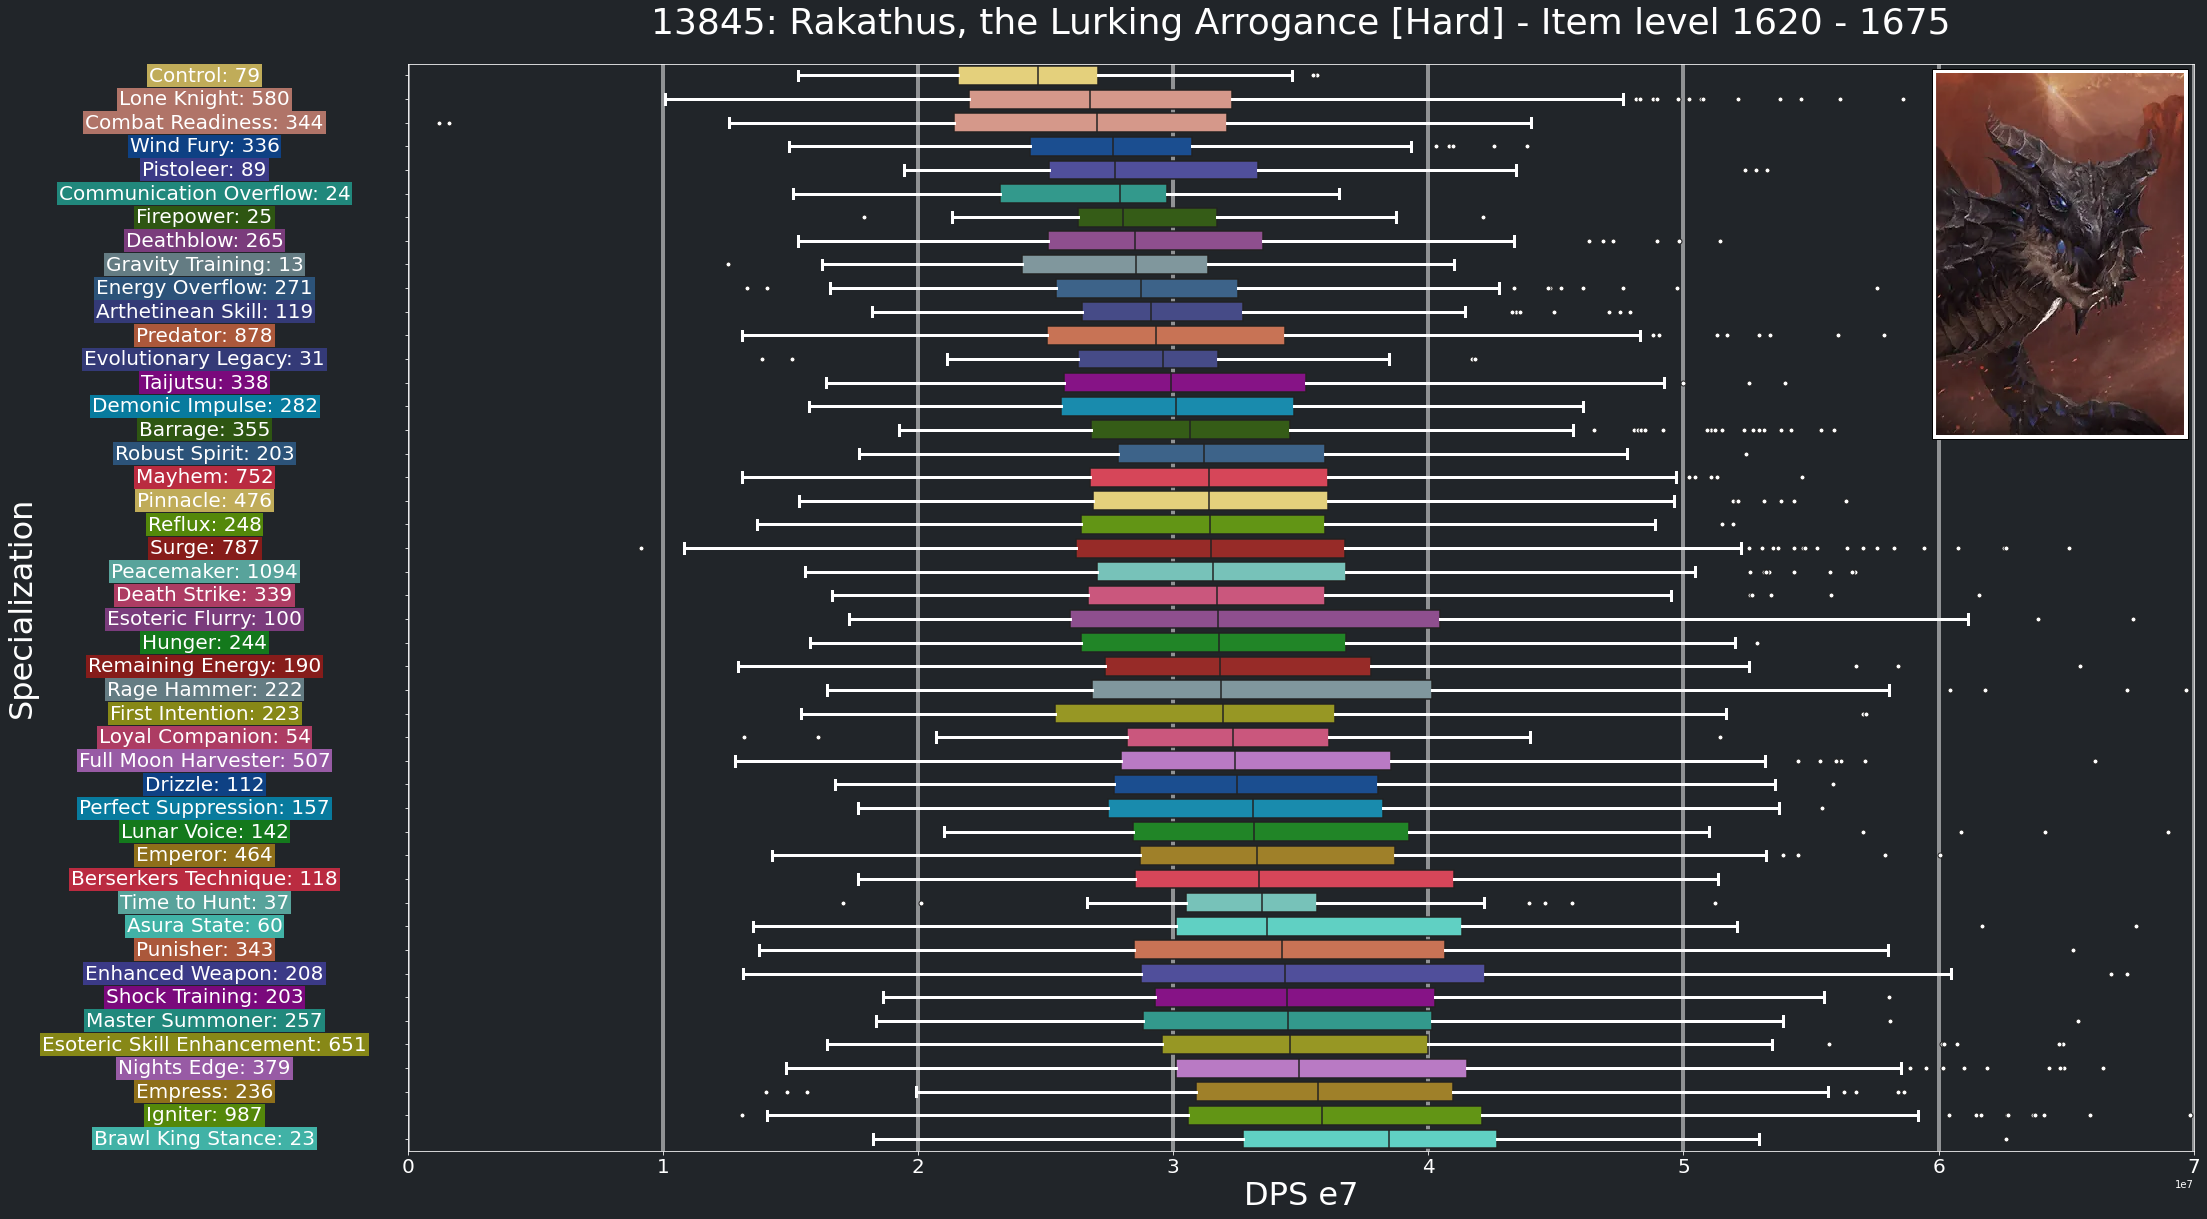 13845: Rakathus, the Lurking Arrogance [Hard] - Item level 1620 - 1675
Control: 79
Lone Knight: 580
Combat Readiness: 344
Wind Fury: 336
Pistoleer: 89
Communication Overflow: 24
Firepower: 25
Deathblow: 265
Gravity Training: 13
Energy Overflow: 271
Arthetinean Skill: 119
Predator: 878
Evolutionary Legacy: 31
Taijutsu: 338
Demonic Impulse: 282
Barrage: 355
Robust Spirit: 203
Mayhem: 752
Pinnacle: 476
Reflux: 248
Surge: 787
Peacemaker: 1094
Death Strike: 339
Esoteric Flurry: 100
Hunger: 244
Remaining Energy: 190
Rage Hammer: 222
First Intention: 223
Loyal Companion: 54
Full Moon Harvester: 507
Drizzle: 112
Perfect Suppression: 157
Lunar Voice: 142
Emperor: 464
Berserkers Technique: 118
Time to Hunt: 37
Asura State: 60
Punisher: 343
Enhanced Weapon: 208
Shock Training: 203
Master Summoner: 257
Esoteric Skill Enhancement: 651
Nights Edge: 379
Empress: 236
Igniter: 987
Brawl King Stance: 23
Specialization
0 1 2 3 4 5 6 7
1e7
DPS e7